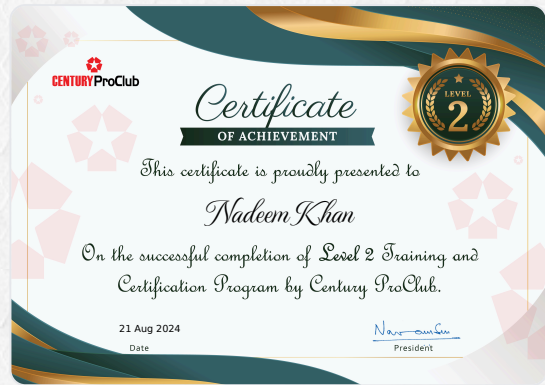 CENTURY ProClub
Certificate
OF ACHIEVEMENT
LEVEL
2
This certificate is proudly presented to
Nadeem Khan
On the successful completion of Level 2 Training and
Certification Program by Century ProClub.
21 Aug 2024
Date
President